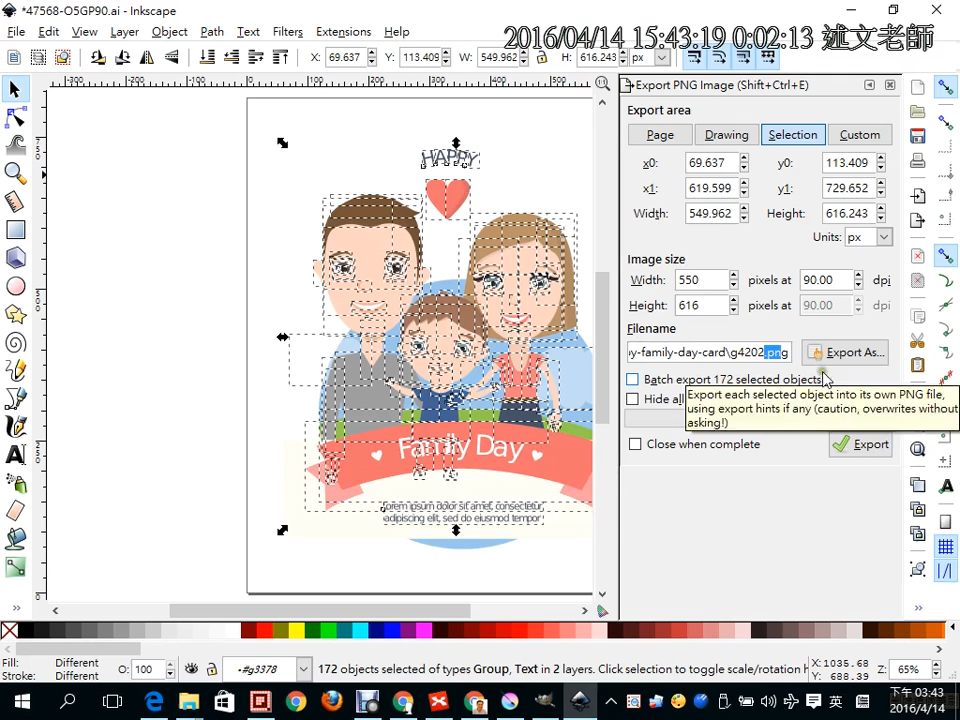 *47568-O5GP90.ai - Inkscape
File Edit View Layer Object Path Text Filters Extensions Help
2016/04/14 15:43:19 0:02:13 述文老師
X: 69.637 Y: 113.409 W: 549.962 H: 616.243 px
Export PNG Image (Shift+Ctrl+E)
Export area
Page Drawing Selection Custom
x0: 69.637 y0: 113.409
x1: 619.599 y1: 729.652
Width: 549.962 Height: 616.243
Units: px
Image size
Width: 550 pixels at 90.00 dpi
Height: 616 pixels at 90.00 dpi
Filename
y-family-day-card\g4202.png Export As...
Batch export 172 selected objects
Hide all
Export each selected object into its own PNG file,
using export hints if any (caution, overwrites without
asking!)
Close when complete Export
HAPPY
Family Day
Lorem ipsum dolor sit amet, consectetur,
adipiscing elit, sed do eiusmod tempor
Fill: Different
Stroke: Different
O: 100
-#g3378
172 objects selected of types Group, Text in 2 layers. Click selection to toggle scale/rotation h
X: 1035.68
Y: 688.39
Z: 65%
英
下午 03:43
2016/4/14